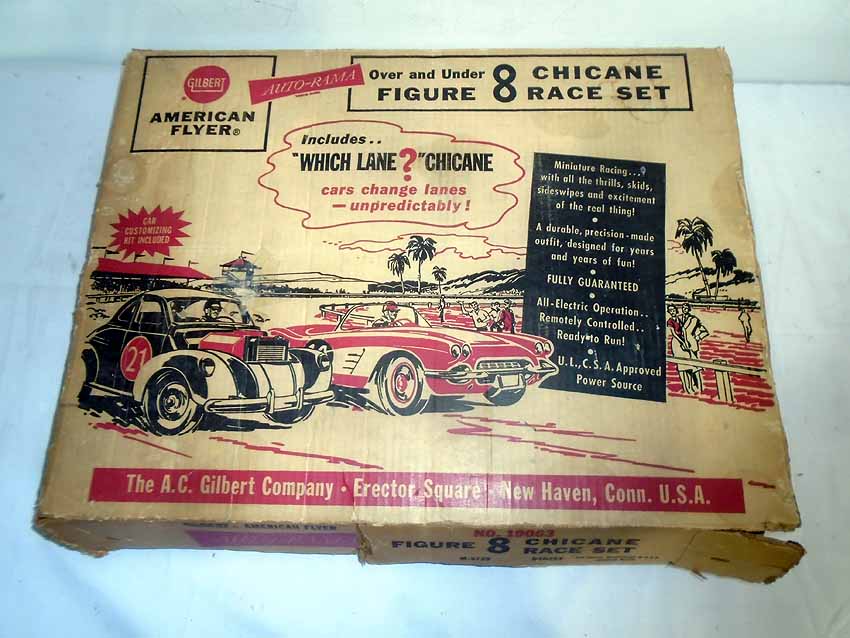 GILBERT
AMERICAN
FLYER®
AUTO-RAMA
Over and Under
FIGURE 8 CHICANE
RACE SET
Includes..
"WHICH LANE?" CHICANE
cars change lanes
— unpredictably!
CAR
CUSTOMIZING
KIT INCLUDED
Miniature Racing...
with all the thrills, skids,
sideswipes and excitement
of the real thing!
A durable, precision-made
outfit, designed for years
and years of fun!
FULLY GUARANTEED
All-Electric Operation..
Remotely Controlled..
Ready to Run!
U.L., C.S.A. Approved
Power Source
21
The A.C. Gilbert Company · Erector Square · New Haven, Conn. U.S.A.
GILBERT - AMERICAN FLYER
NO. 19063
FIGURE 8 CHICANE
RACE SET